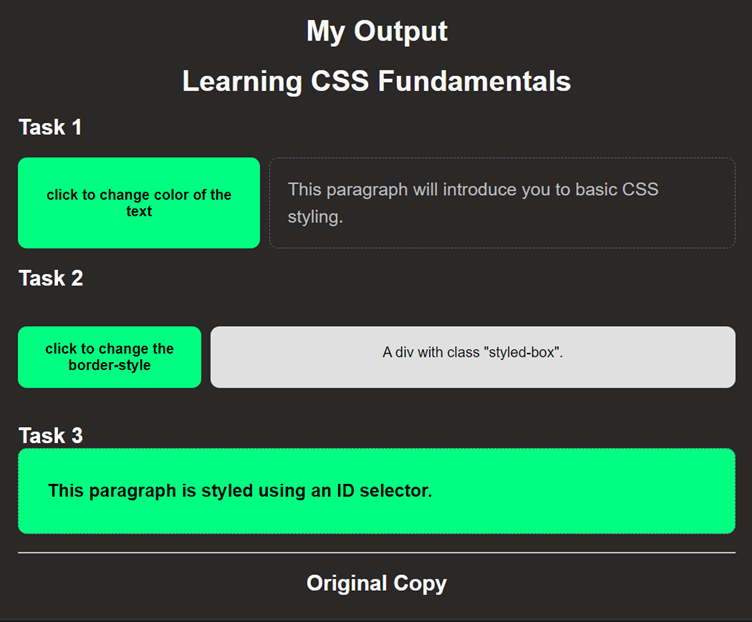 My Output
Learning CSS Fundamentals
Task 1
click to change color of the
text
This paragraph will introduce you to basic CSS
styling.
Task 2
click to change the
border-style
A div with class "styled-box".
Task 3
This paragraph is styled using an ID selector.
Original Copy